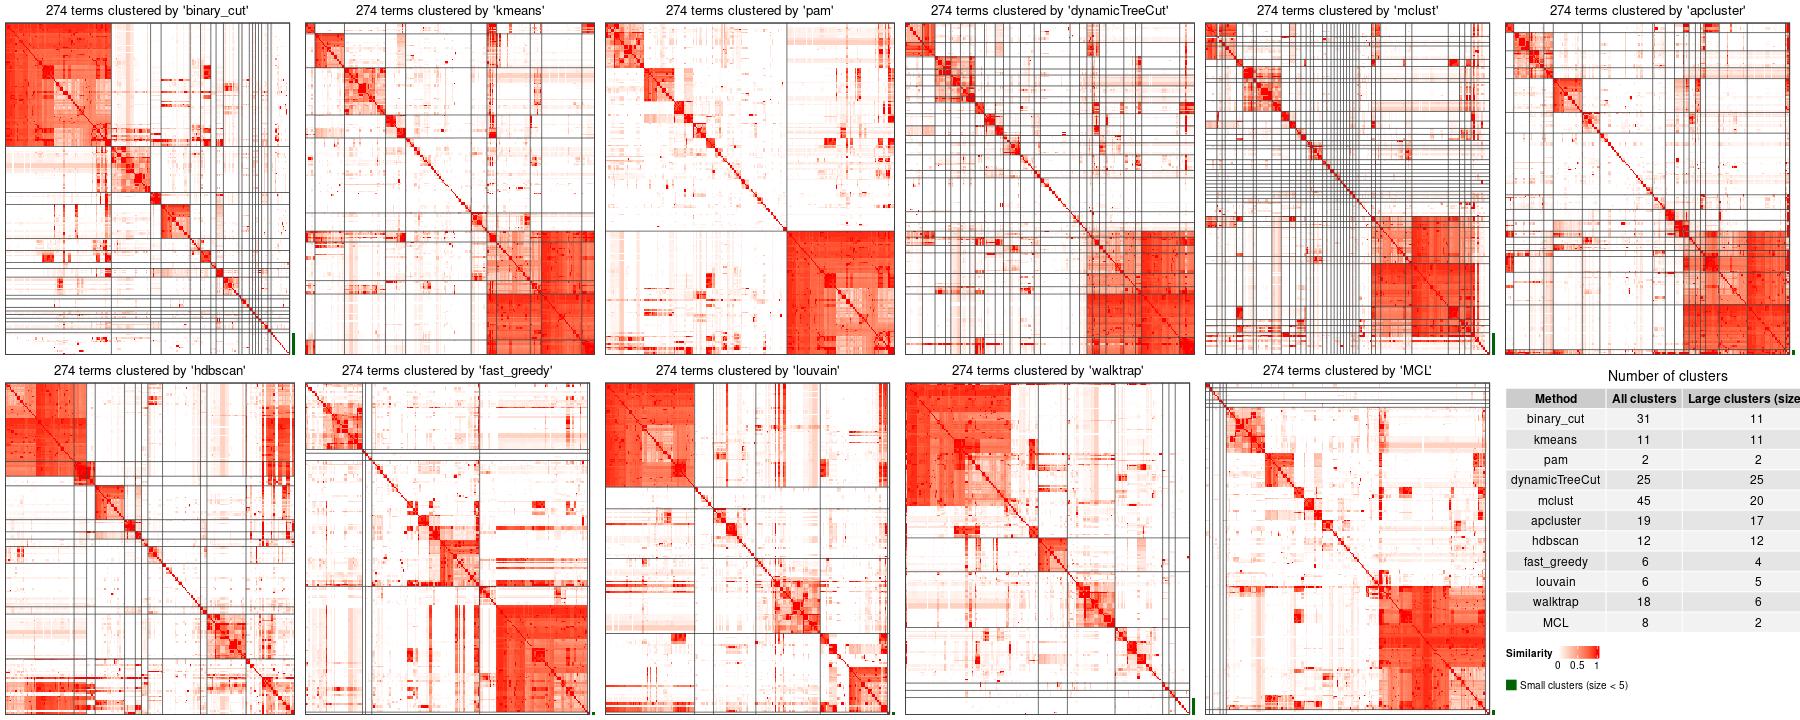 274 terms clustered by 'binary_cut'
274 terms clustered by 'kmeans'
274 terms clustered by 'pam'
274 terms clustered by 'dynamicTreeCut'
274 terms clustered by 'mclust'
274 terms clustered by 'apcluster'
274 terms clustered by 'hdbscan'
274 terms clustered by 'fast_greedy'
274 terms clustered by 'louvain'
274 terms clustered by 'walktrap'
274 terms clustered by 'MCL'
Number of clusters
Method All clusters Large clusters (size
binary_cut 31 11
kmeans 11 11
pam 2 2
dynamicTreeCut 25 25
mclust 45 20
apcluster 19 17
hdbscan 12 12
fast_greedy 6 4
louvain 6 5
walktrap 18 6
MCL 8 2
Similarity
0 0.5 1
Small clusters (size < 5)